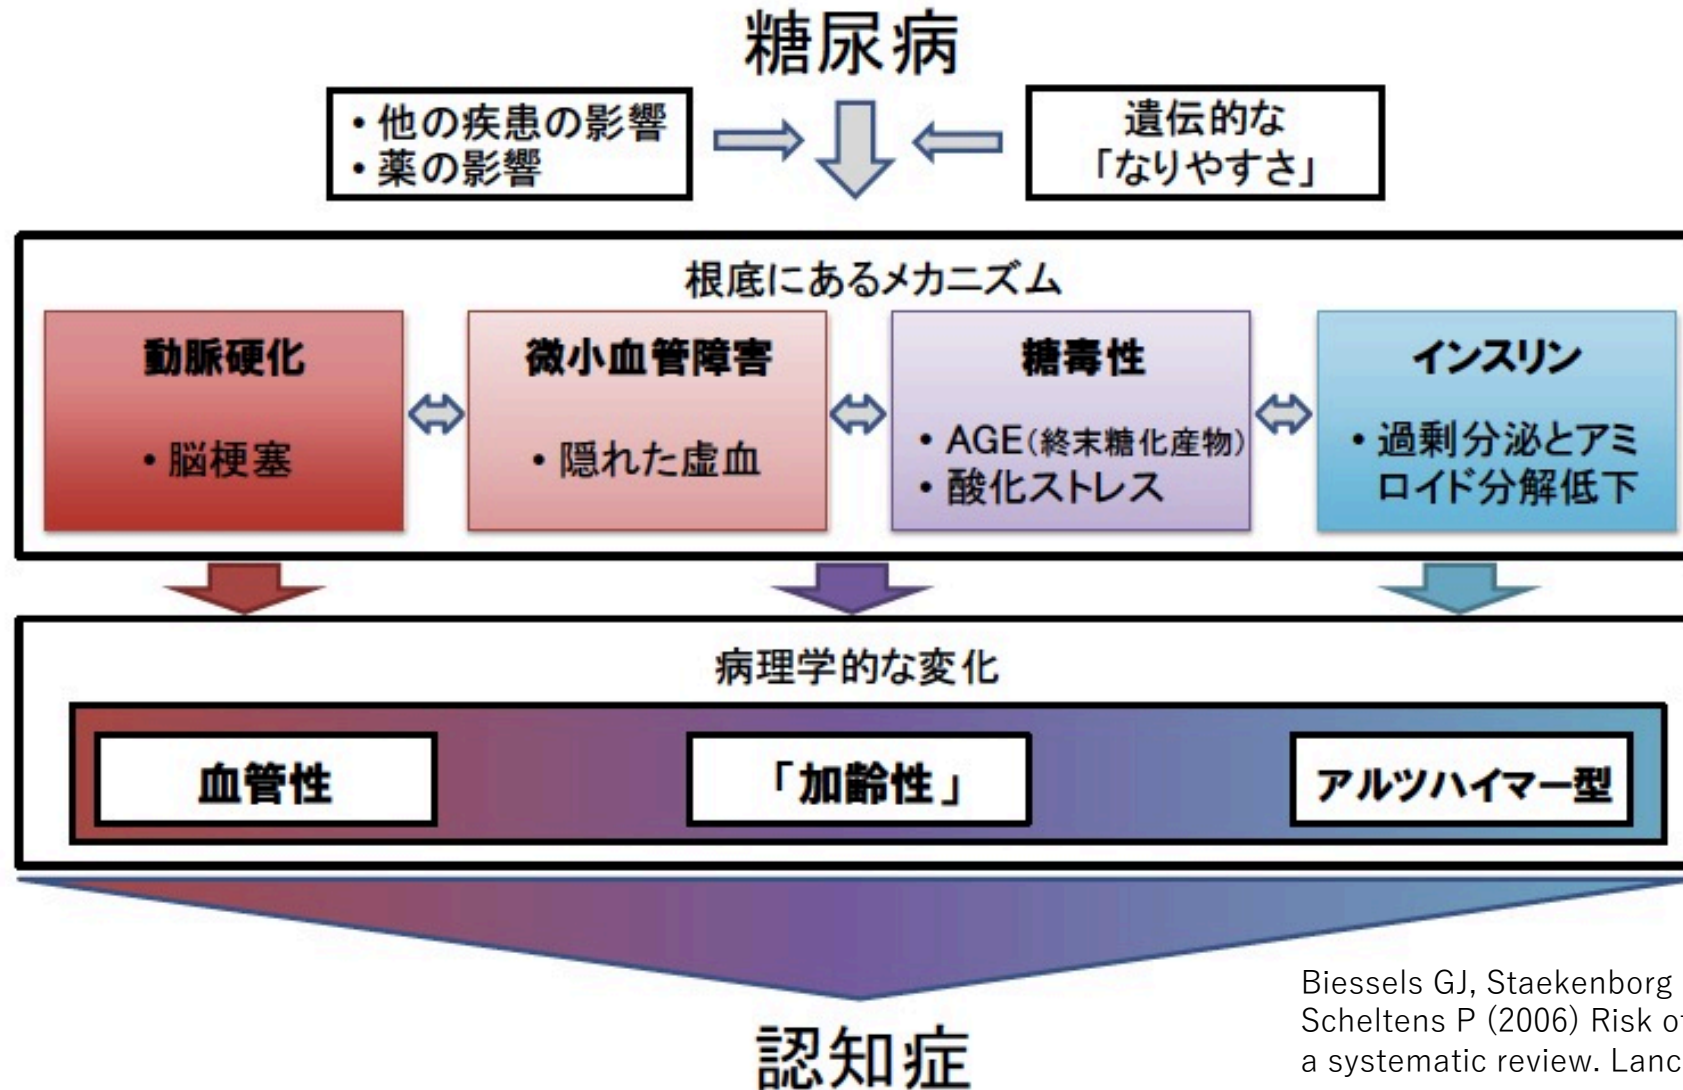 糖尿病
・他の疾患の影響
・薬の影響
遺伝的な
「なりやすさ」
根底にあるメカニズム
動脈硬化
・脳梗塞
微小血管障害
・隠れた虚血
糖毒性
・AGE(終末糖化産物)
・酸化ストレス
インスリン
・過剰分泌とアミ
ロイド分解低下
病理学的な変化
血管性
「加齢性」
アルツハイマー型
認知症
Biessels GJ, Staekenborg
Scheltens P (2006) Risk of
a systematic review. Lanc